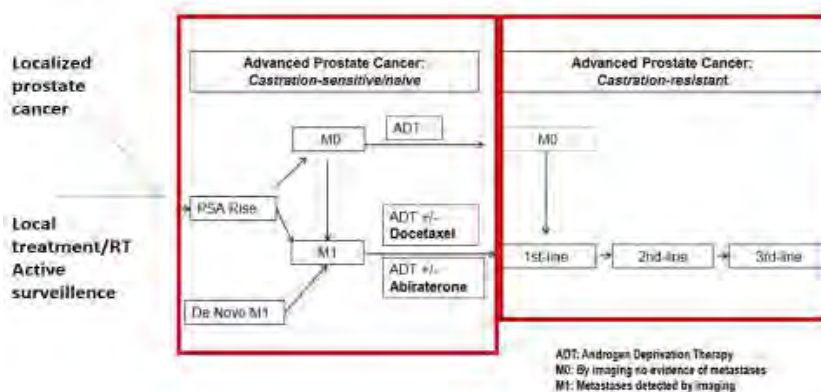 Localized
prostate
cancer
Local
treatment/RT
Active
surveillence
Advanced Prostate Cancer:
Castration-sensitive/naive
M0
ADT
PSA Rise
M1
ADT +/-
Docetaxel
ADT +/-
Abiraterone
De Novo M1
Advanced Prostate Cancer:
Castration-resistant
M0
1st-line
2nd-line
3rd-line
ADT: Androgen Deprivation Therapy
M0: By imaging no evidence of metastases
M1: Metastases detected by imaging